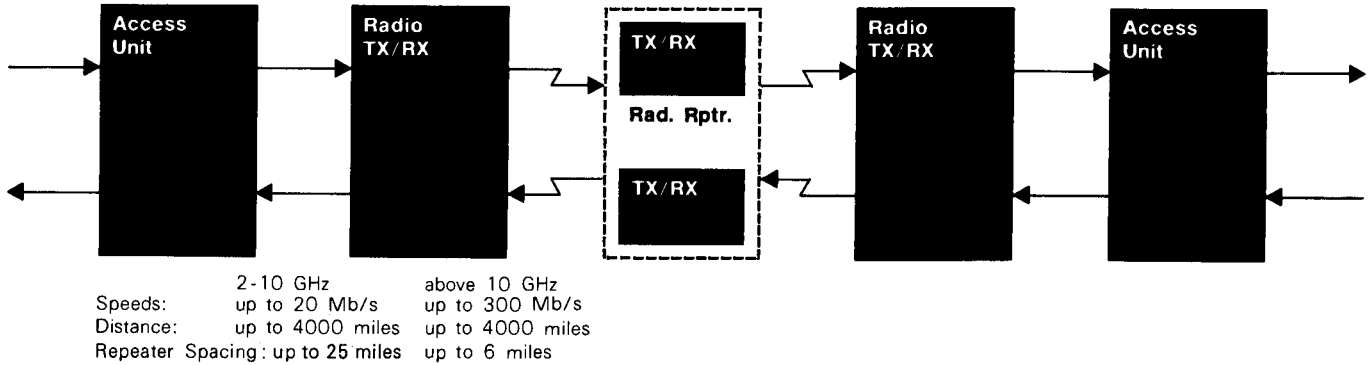 Access
Unit
Radio
TX/RX
TX/RX
Rad. Rptr.
TX/RX
Radio
TX/RX
Access
Unit
2-10 GHz above 10 GHz
Speeds: up to 20 Mb/s up to 300 Mb/s
Distance: up to 4000 miles up to 4000 miles
Repeater Spacing: up to 25 miles up to 6 miles